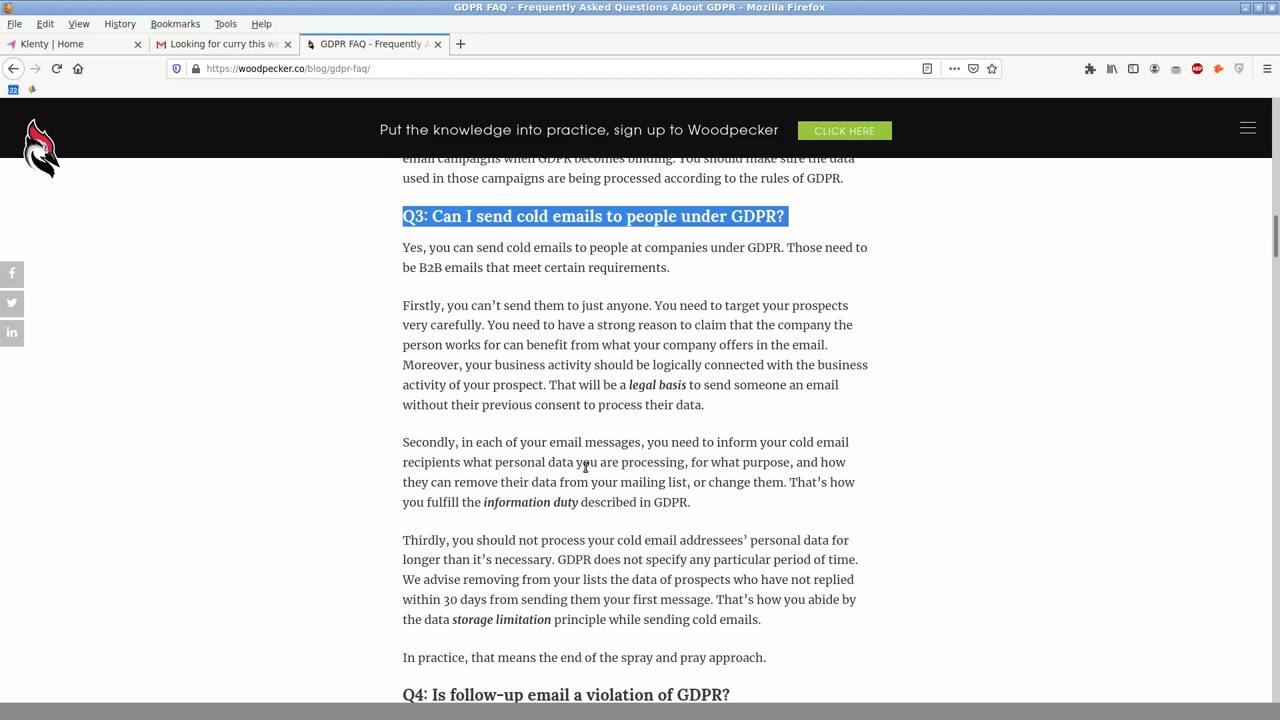 GDPR FAQ - Frequently Asked Questions About GDPR - Mozilla Firefox
File Edit View History Bookmarks Tools Help
Klenty | Home
Looking for curry this we
GDPR FAQ - Frequently A
https://woodpecker.co/blog/gdpr-faq/
ABP
22
Put the knowledge into practice, sign up to Woodpecker
CLICK HERE
email campaigns when GDPR becomes binding. You should make sure the data
used in those campaigns are being processed according to the rules of GDPR.
Q3: Can I send cold emails to people under GDPR?
Yes, you can send cold emails to people at companies under GDPR. Those need to
be B2B emails that meet certain requirements.
Firstly, you can’t send them to just anyone. You need to target your prospects
very carefully. You need to have a strong reason to claim that the company the
person works for can benefit from what your company offers in the email.
Moreover, your business activity should be logically connected with the business
activity of your prospect. That will be a legal basis to send someone an email
without their previous consent to process their data.
Secondly, in each of your email messages, you need to inform your cold email
recipients what personal data you are processing, for what purpose, and how
they can remove their data from your mailing list, or change them. That’s how
you fulfill the information duty described in GDPR.
Thirdly, you should not process your cold email addressees’ personal data for
longer than it’s necessary. GDPR does not specify any particular period of time.
We advise removing from your lists the data of prospects who have not replied
within 30 days from sending them your first message. That’s how you abide by
the data storage limitation principle while sending cold emails.
In practice, that means the end of the spray and pray approach.
Q4: Is follow-up email a violation of GDPR?